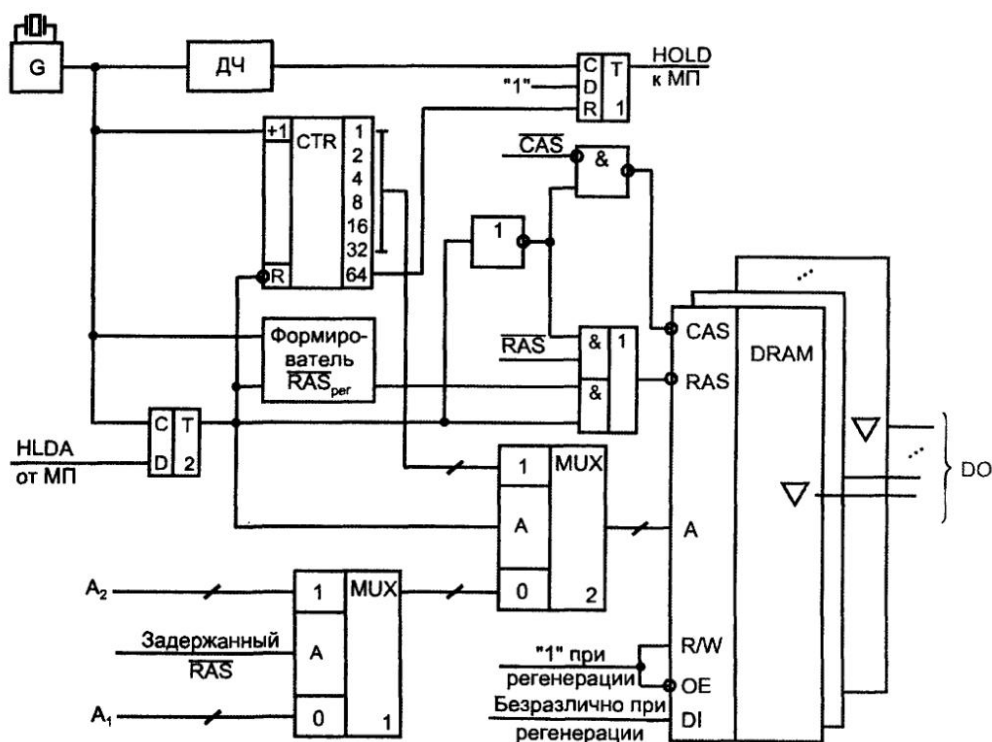 G
ДЧ
"1"
C
D
R
T
1
HOLD
к МП
+1
CTR
R
1
2
4
8
16
32
64
CAS
&
1
Формиро-
ватель
RASрег
RAS
&
&
1
HLDA
от МП
C
D
T
2
1
A
0
MUX
2
A2
Задержанный
RAS
A1
1
A
0
MUX
1
CAS
RAS
A
R/W
OE
DI
DRAM
"1" при
регенерации
Безразлично при
регенерации
DO